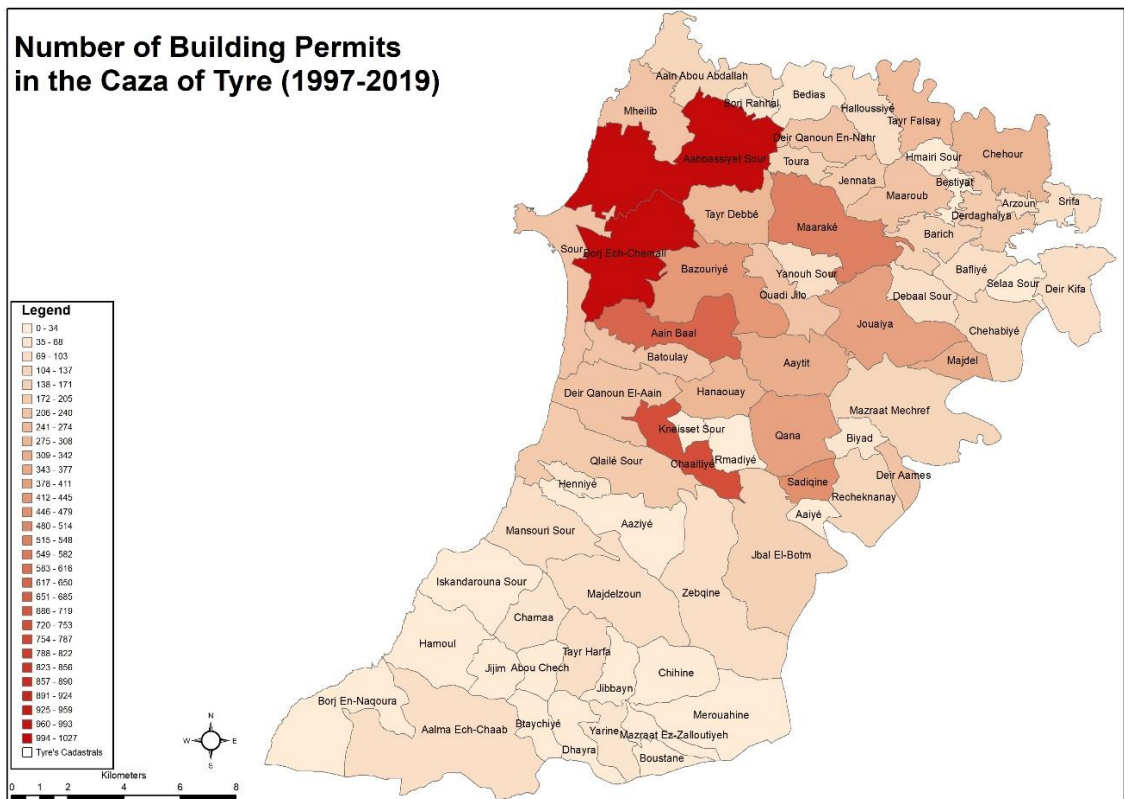 Number of Building Permits
in the Caza of Tyre (1997-2019)
Aain Abou Abdallah
Mheilib
Borj Rahhal
Bedias
Halloussiyé
Tayr Falsay
Deir Qanoun En-Nahr
Aabbassiyet Sour
Toura
Hmairi Sour
Chehour
Jennata
Bestiyat
Maaroub
Arzoun
Srifa
Derdaghaiya
Tayr Debbé
Maaraké
Barich
Sour
Borj Ech-Chemali
Bazouriyé
Yanouh Sour
Bafliyé
Selaa Sour
Deir Kifa
Ouadi Jilo
Debaal Sour
Jouaiya
Chehabiyé
Aain Baal
Batoulay
Aaytit
Majdel
Deir Qanoun El-Aain
Hanaouay
Mazraat Mechref
Kneisset Sour
Qana
Biyad
Qlailé Sour
Chaaitiyé
Rmadiyé
Deir Aames
Sadiqine
Recheknanay
Henniyé
Aaiyé
Mansouri Sour
Aaziyé
Jbal El-Botm
Iskandarouna Sour
Majdelzoun
Zebqine
Chamaa
Hamoul
Tayr Harfa
Jijim
Abou Chech
Chihine
Jibbayn
Borj En-Naqoura
Merouahine
Aalma Ech-Chaab
Btaychiyé
Yarine
Mazraat Ez-Zalloutiyeh
Dhayra
Boustane
Legend
0 - 34
35 - 68
69 - 103
104 - 137
138 - 171
172 - 205
206 - 240
241 - 274
275 - 308
309 - 342
343 - 377
378 - 411
412 - 445
446 - 479
480 - 514
515 - 548
549 - 582
583 - 616
617 - 650
651 - 685
686 - 719
720 - 753
754 - 787
788 - 822
823 - 856
857 - 890
891 - 924
925 - 959
960 - 993
994 - 1027
Tyre's Cadastrals
N
W
E
S
Kilometers
0
2
4
6
8